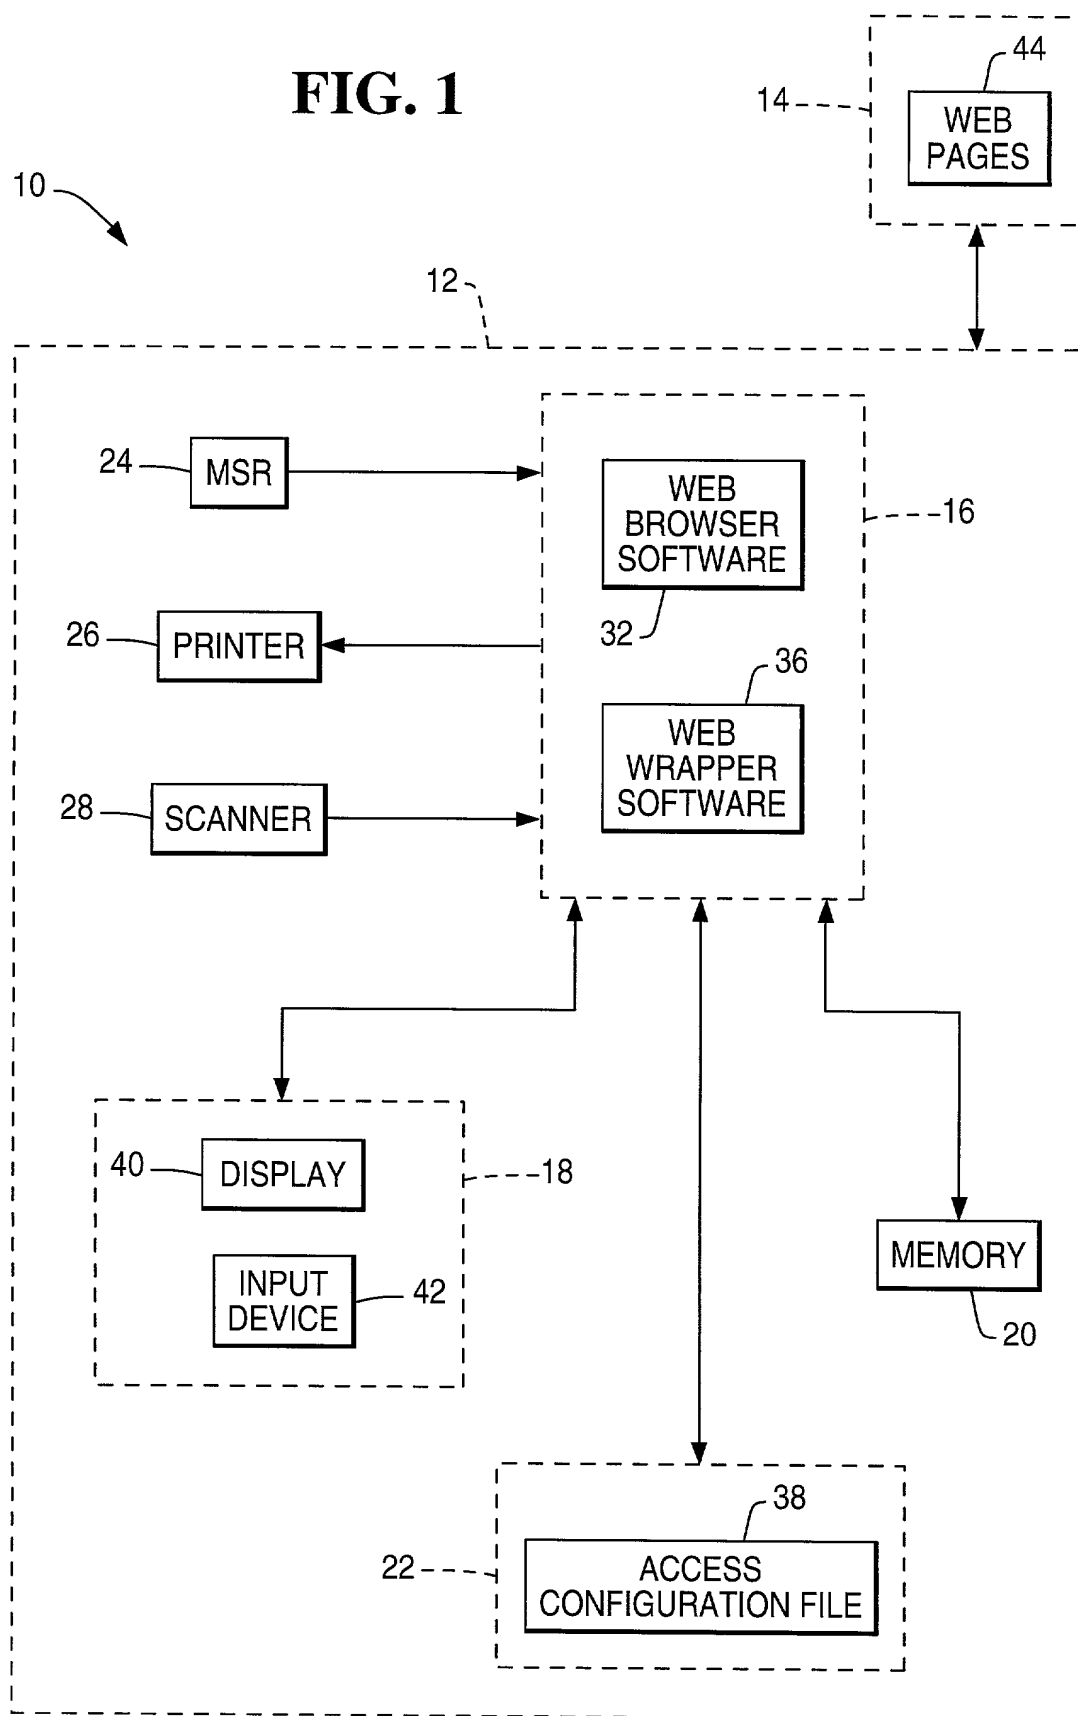 FIG. 1
44
14
WEB
PAGES
10
12
24
MSR
WEB
BROWSER
SOFTWARE
16
32
26
PRINTER
36
WEB
WRAPPER
SOFTWARE
28
SCANNER
40
DISPLAY
18
INPUT
DEVICE
42
MEMORY
20
38
22
ACCESS
CONFIGURATION FILE